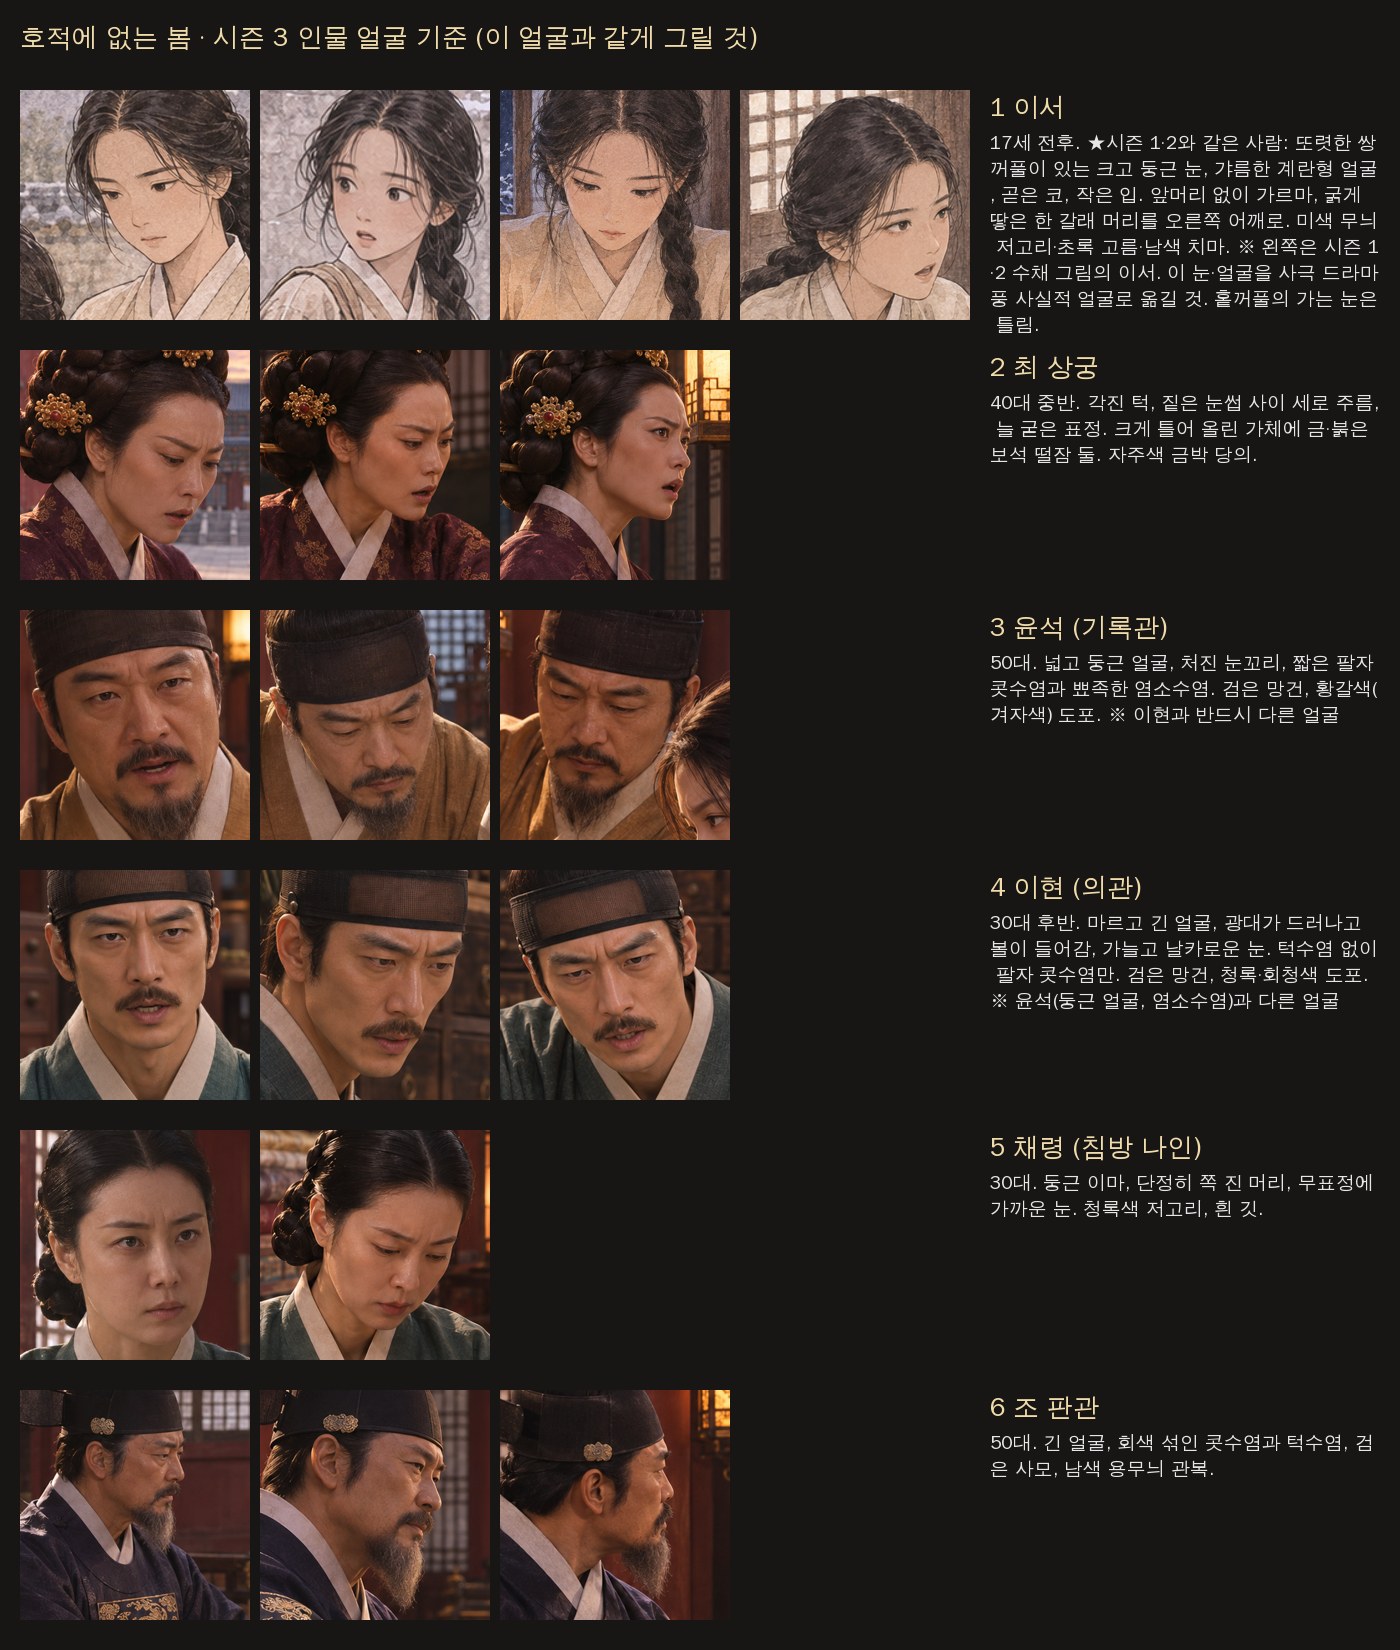 호적에 없는 봄 · 시즌 3 인물 얼굴 기준 (이 얼굴과 같게 그릴 것)
1 이서
17세 전후. ★시즌 1·2와 같은 사람: 또렷한 쌍
꺼풀이 있는 크고 둥근 눈, 갸름한 계란형 얼굴
, 곧은 코, 작은 입. 앞머리 없이 가르마, 굵게
땋은 한 갈래 머리를 오른쪽 어깨로. 미색 무늬
저고리·초록 고름·남색 치마. ※ 왼쪽은 시즌 1
·2 수채 그림의 이서. 이 눈·얼굴을 사극 드라마
풍 사실적 얼굴로 옮길 것. 홑꺼풀의 가는 눈은
틀림.
2 최 상궁
40대 중반. 각진 턱, 짙은 눈썹 사이 세로 주름,
늘 굳은 표정. 크게 틀어 올린 가체에 금·붉은
보석 떨잠 둘. 자주색 금박 당의.
3 윤석 (기록관)
50대. 넓고 둥근 얼굴, 처진 눈꼬리, 짧은 팔자
콧수염과 뾰족한 염소수염. 검은 망건, 황갈색(
겨자색) 도포. ※ 이현과 반드시 다른 얼굴
4 이현 (의관)
30대 후반. 마르고 긴 얼굴, 광대가 드러나고
볼이 들어감, 가늘고 날카로운 눈. 턱수염 없이
팔자 콧수염만. 검은 망건, 청록·회청색 도포.
※ 윤석(둥근 얼굴, 염소수염)과 다른 얼굴
5 채령 (침방 나인)
30대. 둥근 이마, 단정히 쪽 진 머리, 무표정에
가까운 눈. 청록색 저고리, 흰 깃.
6 조 판관
50대. 긴 얼굴, 회색 섞인 콧수염과 턱수염, 검
은 사모, 남색 용무늬 관복.